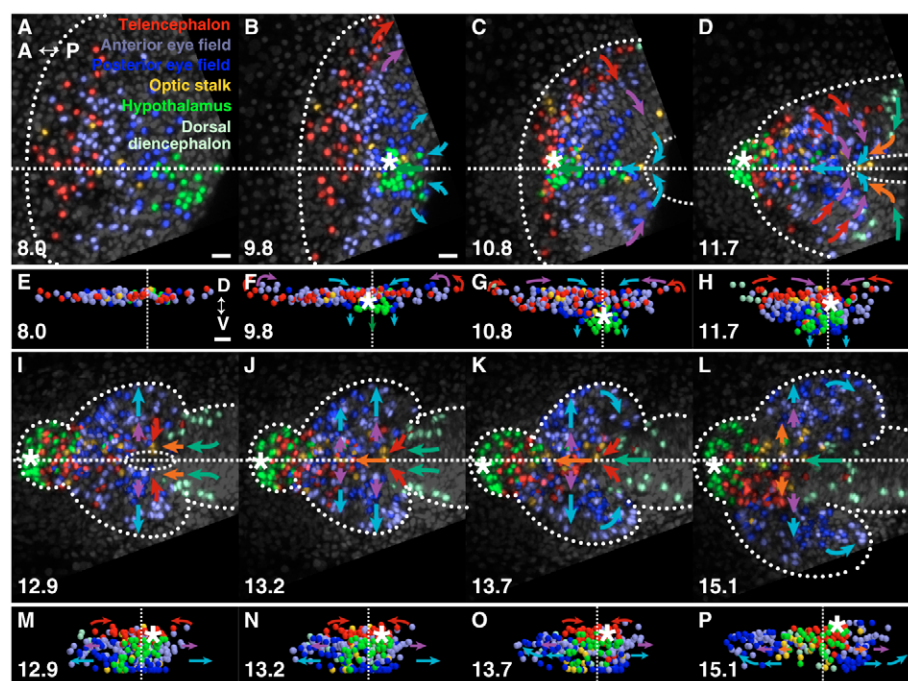 A
Telencephalon
A ↔ P
Anterior eye field
Posterior eye field
Optic stalk
Hypothalamus
Dorsal
diencephalon
8.0
B
*
9.8
C
*
10.8
D
*
11.7
E
D
↔
V
8.0
F
*
9.8
G
*
10.8
H
*
11.7
I
*
12.9
J
*
13.2
K
*
13.7
L
*
15.1
M
*
12.9
N
*
13.2
O
*
13.7
P
*
15.1